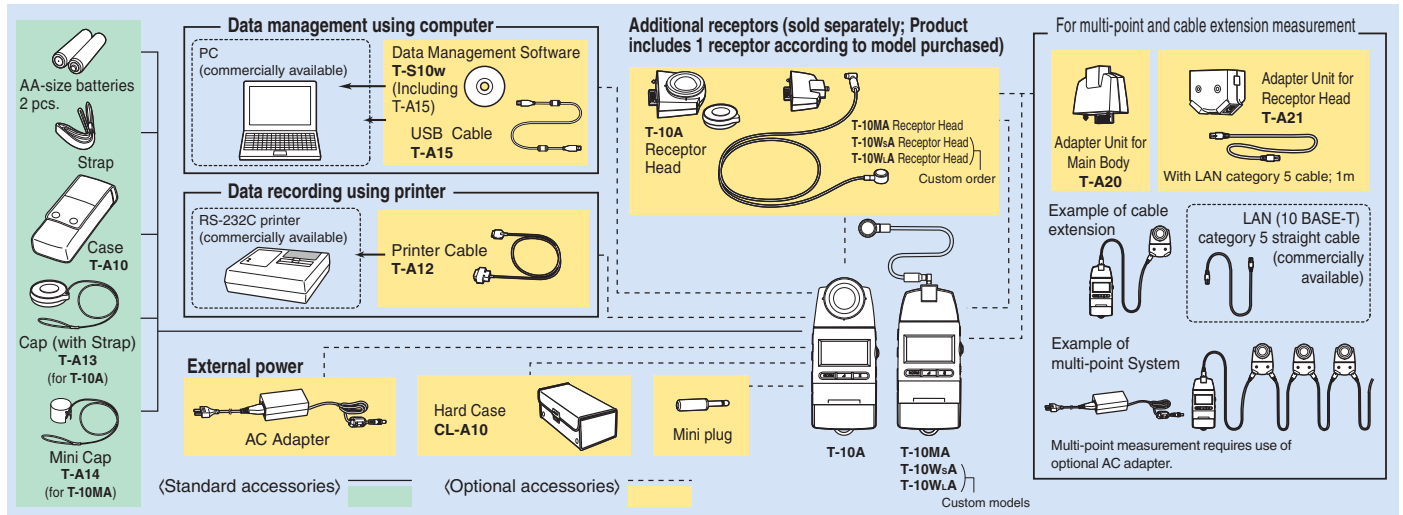 AA-size batteries
2 pcs.
Strap
Case
T-A10
Cap (with Strap)
T-A13
(for T-10A)
Mini Cap
T-A14
(for T-10MA)
Data management using computer
PC
(commercially available)
Data Management Software
T-S10w
(Including
T-A15)
USB Cable
T-A15
Data recording using printer
RS-232C printer
(commercially available)
Printer Cable
T-A12
External power
AC Adapter
Hard Case
CL-A10
Mini plug
〈Standard accessories〉
〈Optional accessories〉
Additional receptors (sold separately; Product
includes 1 receptor according to model purchased)
T-10A
Receptor
Head
T-10MA Receptor Head
T-10WsA Receptor Head
T-10WLA Receptor Head
Custom order
T-10A
T-10MA
T-10WsA
T-10WLA
Custom models
For multi-point and cable extension measurement
Adapter Unit for
Main Body
T-A20
Adapter Unit for
Receptor Head
T-A21
With LAN category 5 cable; 1m
Example of cable
extension
LAN (10 BASE-T)
category 5 straight cable
(commercially
available)
Example of
multi-point System
Multi-point measurement requires use of
optional AC adapter.